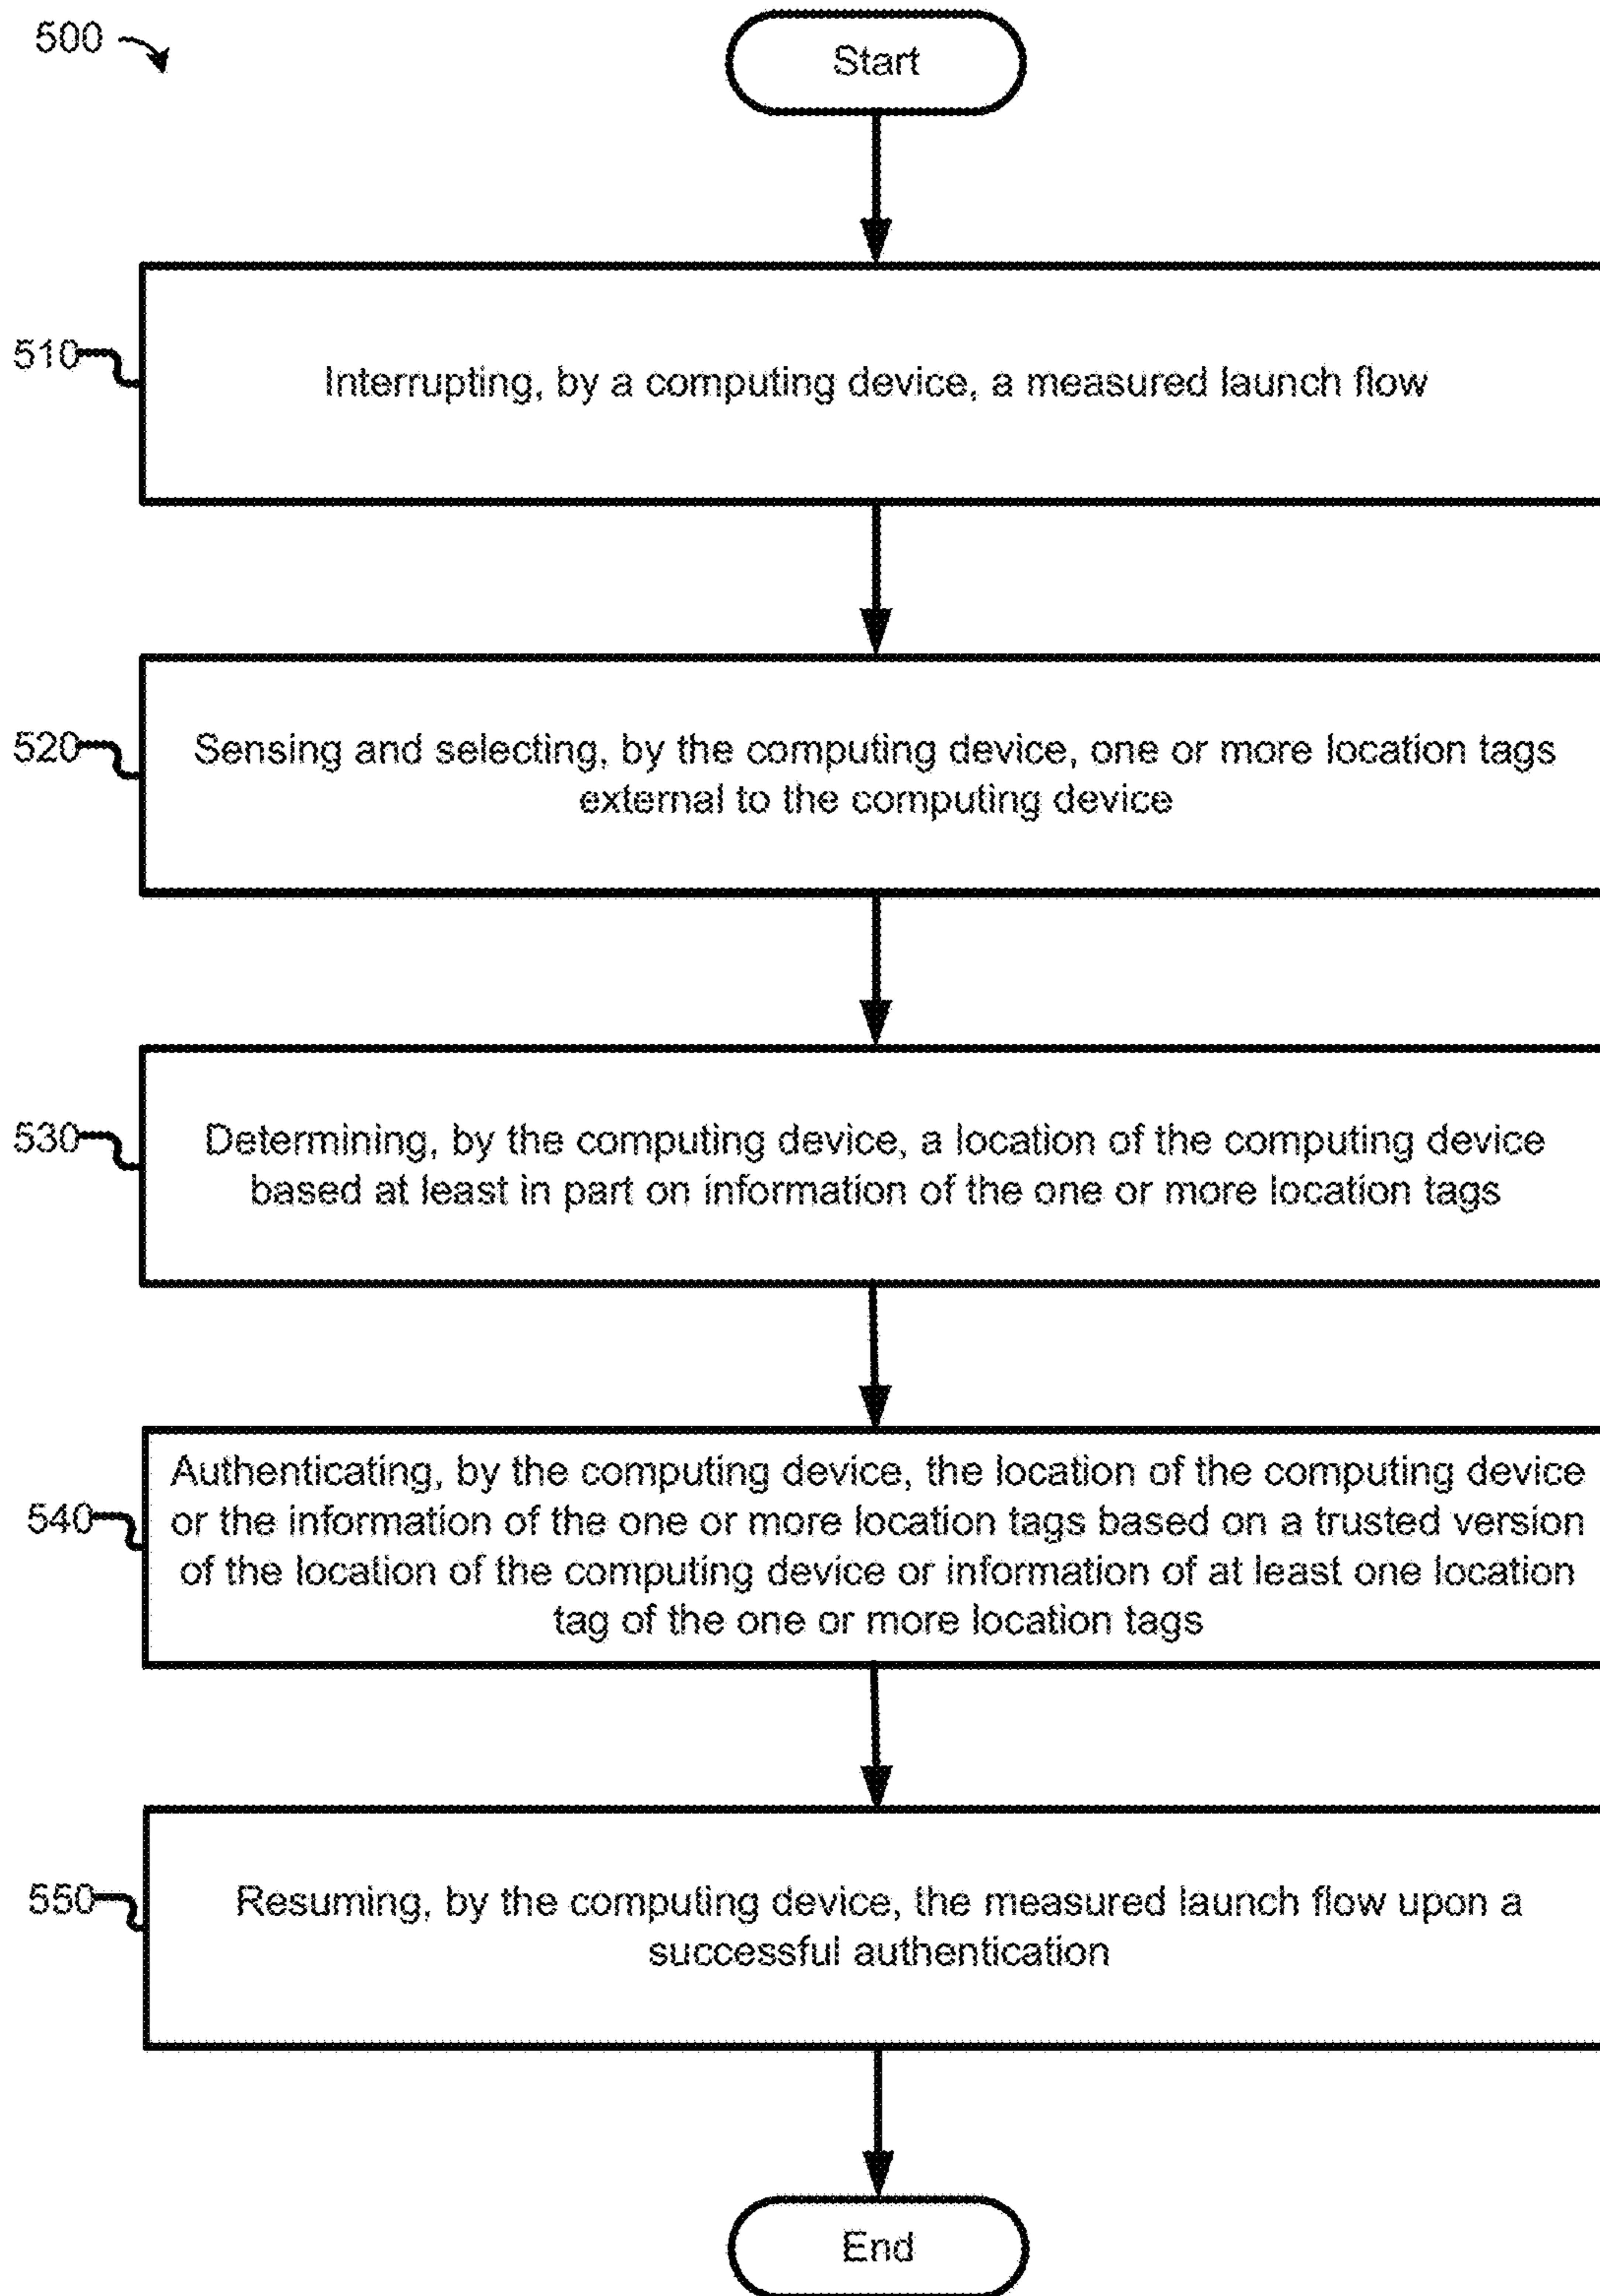 500
Start
510
Interrupting, by a computing device, a measured launch flow
520
Sensing and selecting, by the computing device, one or more location tags
external to the computing device
530
Determining, by the computing device, a location of the computing device
based at least in part on information of the one or more location tags
540
Authenticating, by the computing device, the location of the computing device
or the information of the one or more location tags based on a trusted version
of the location of the computing device or information of at least one location
tag of the one or more location tags
550
Resuming, by the computing device, the measured launch flow upon a
successful authentication
End